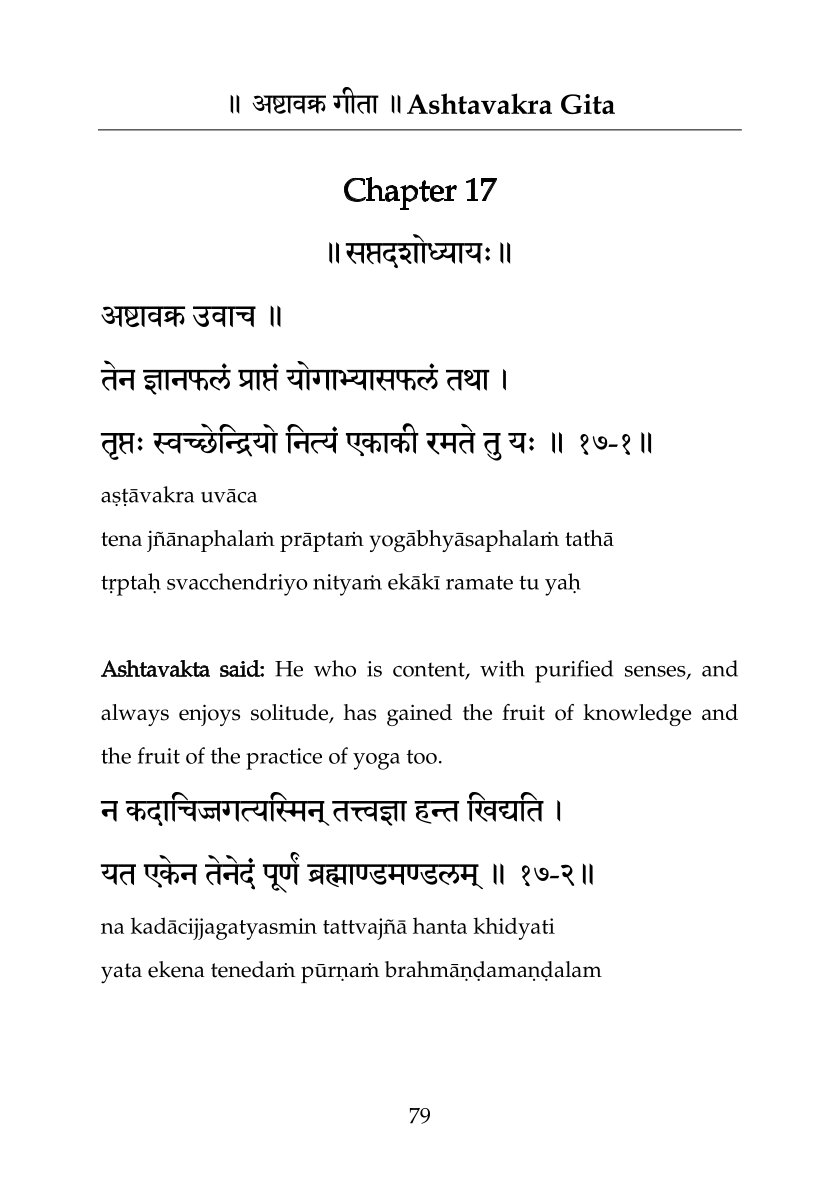 ॥ अष्टावक्र गीता ॥ Ashtavakra Gita
Chapter 17
॥ सप्तदशोध्यायः ॥
अष्टावक्र उवाच ॥
तेन ज्ञानफलं प्राप्तं योगाभ्यासफलं तथा ।
तृप्तः स्वच्छेन्द्रियो नित्यं एकाकी रमते तु यः ॥ १७-१॥
aṣṭāvakra uvāca
tena jñānaphalaṁ prāptaṁ yogābhyāsaphalaṁ tathā
tṛptaḥ svacchendriyo nityaṁ ekākī ramate tu yaḥ
Ashtavakta said: He who is content, with purified senses, and
always enjoys solitude, has gained the fruit of knowledge and
the fruit of the practice of yoga too.
न कदाचिज्जगत्यस्मिन् तत्त्वज्ञा हन्त खिद्यति ।
यत एकेन तेनेदं पूर्णं ब्रह्माण्डमण्डलम् ॥ १७-२॥
na kadācijjagatyasmin tattvajñā hanta khidyati
yata ekena tenedaṁ pūrṇaṁ brahmāṇḍamaṇḍalam
79